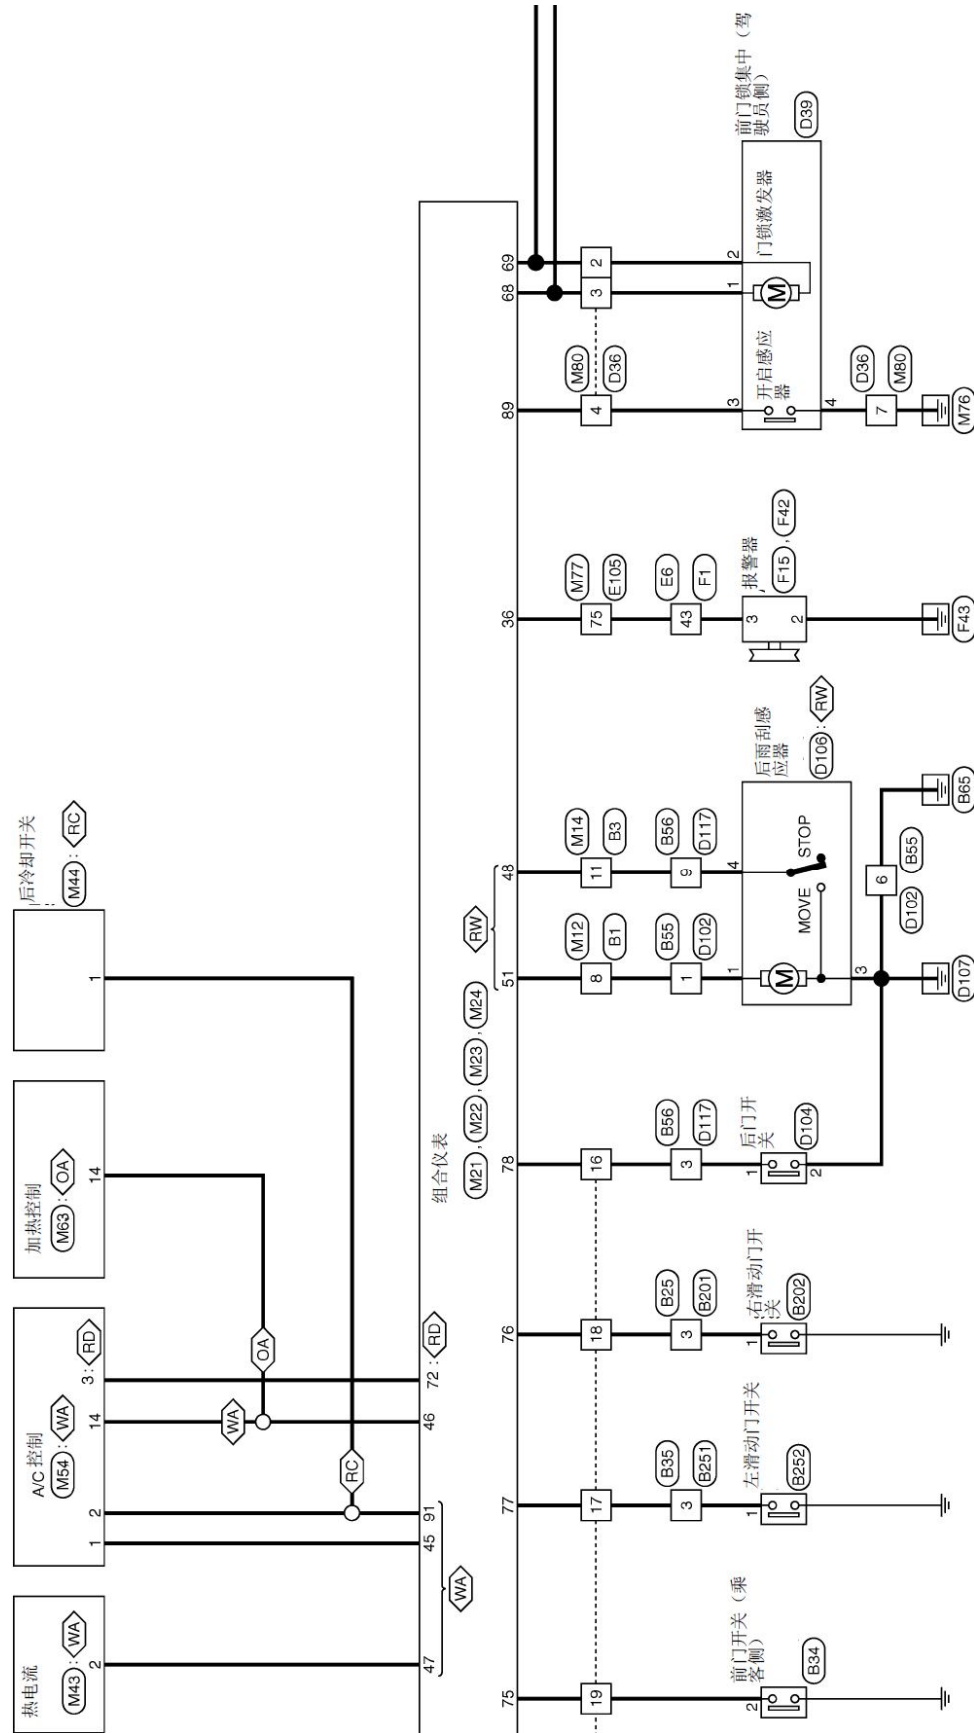 热电流
M43 : WA
2
A/C 控制
M54 : WA
1
2
14
3 : RD
加热控制
M63 : OA
14
后冷却开关
M44 : RC
1
WA
OA
RC
47
45
91
46
72 : RD
WA
组合仪表
M21 , M22 , M23 , M24
RW
75
77
76
78
51
48
36
89
68
69
19
17
18
16
8
M12
B1
11
M14
B3
75
M77
E105
4
M80
D36
3
2
3
B35
B251
3
B25
B201
3
B56
D117
1
B55
D102
9
B56
D117
43
E6
F1
前门开关（乘
客侧）
2
B34
左滑动门开关
1
B252
右滑动门开
关
1
B202
后门开
关
1
2
D104
后雨刮感
应器
D106 : RW
1
4
M
MOVE
STOP
3
报警器
F15 , F42
3
2
前门锁集中（驾
驶员侧）
D39
3
1
2
开启感应
器
门锁激发器
M
4
D102
6
B55
7
D36
M80
D107
B65
F43
M76